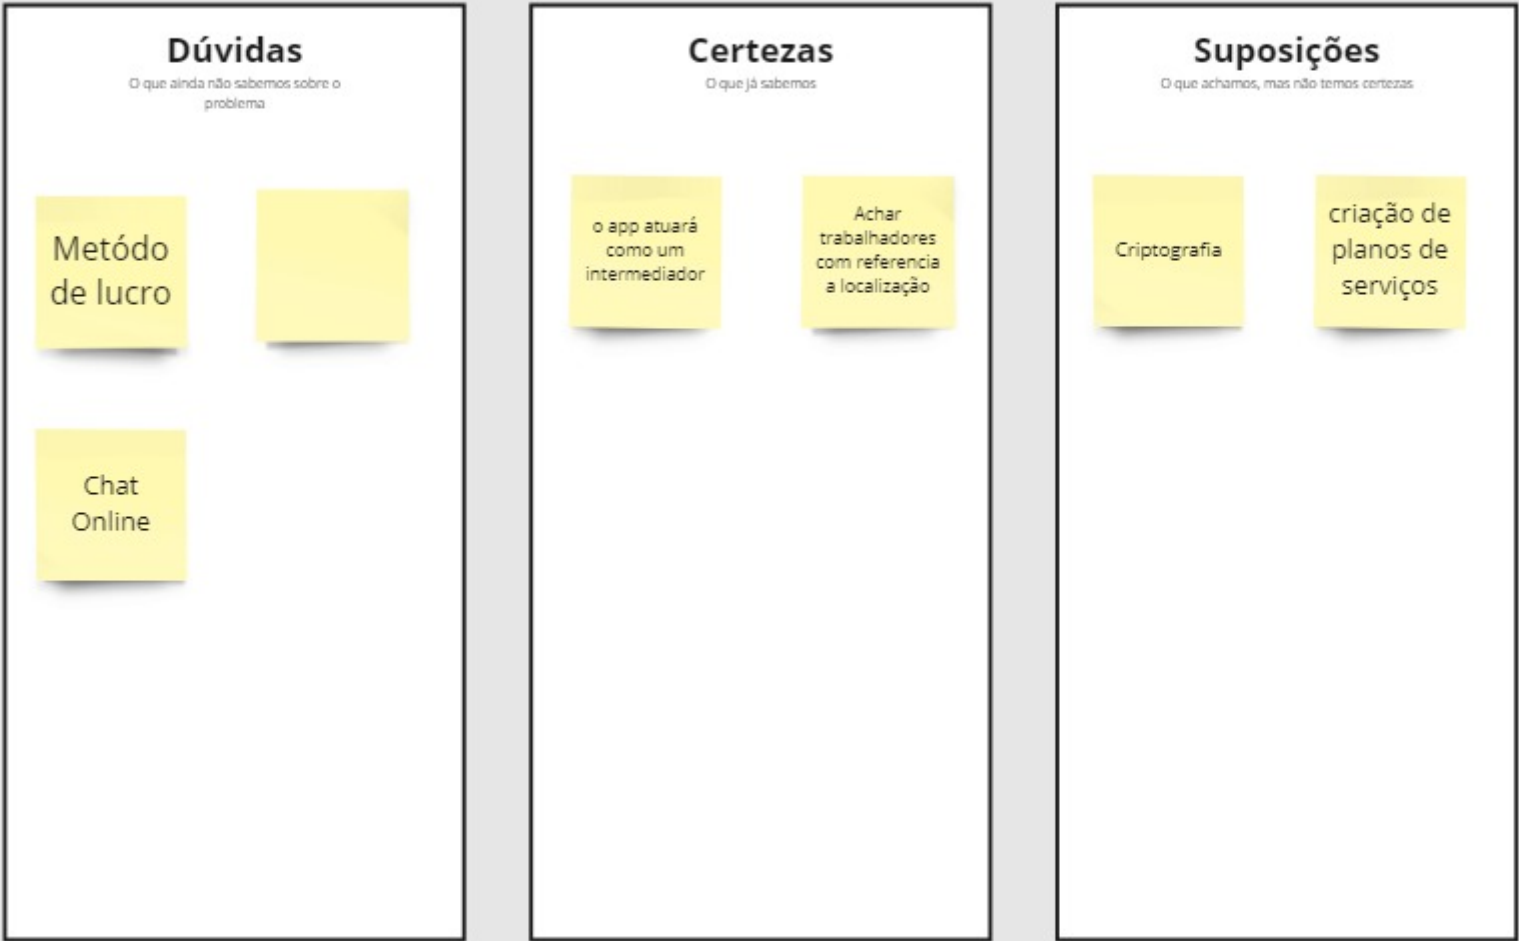 Dúvidas
O que ainda não sabemos sobre o
problema
Metódo
de lucro
Chat
Online
Certezas
O que já sabemos
o app atuará
como um
intermediador
Achar
trabalhadores
com referencia
a localização
Suposições
O que achamos, mas não temos certezas
Criptografia
criação de
planos de
serviços